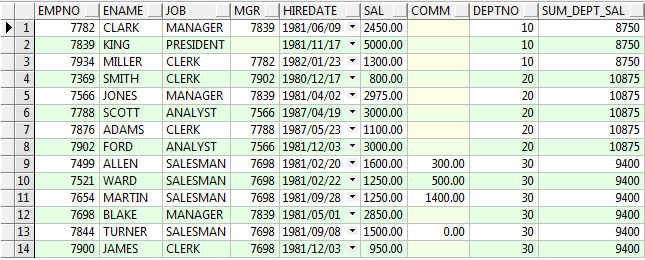 EMPNO ENAME JOB MGR HIREDATE SAL COMM DEPTNO SUM_DEPT_SAL
1 7782 CLARK MANAGER 7839 1981/06/09 2450.00 10 8750
2 7839 KING PRESIDENT 1981/11/17 5000.00 10 8750
3 7934 MILLER CLERK 7782 1982/01/23 1300.00 10 8750
4 7369 SMITH CLERK 7902 1980/12/17 800.00 20 10875
5 7566 JONES MANAGER 7839 1981/04/02 2975.00 20 10875
6 7788 SCOTT ANALYST 7566 1987/04/19 3000.00 20 10875
7 7876 ADAMS CLERK 7788 1987/05/23 1100.00 20 10875
8 7902 FORD ANALYST 7566 1981/12/03 3000.00 20 10875
9 7499 ALLEN SALESMAN 7698 1981/02/20 1600.00 300.00 30 9400
10 7521 WARD SALESMAN 7698 1981/02/22 1250.00 500.00 30 9400
11 7654 MARTIN SALESMAN 7698 1981/09/28 1250.00 1400.00 30 9400
12 7698 BLAKE MANAGER 7839 1981/05/01 2850.00 30 9400
13 7844 TURNER SALESMAN 7698 1981/09/08 1500.00 0.00 30 9400
14 7900 JAMES CLERK 7698 1981/12/03 950.00 30 9400